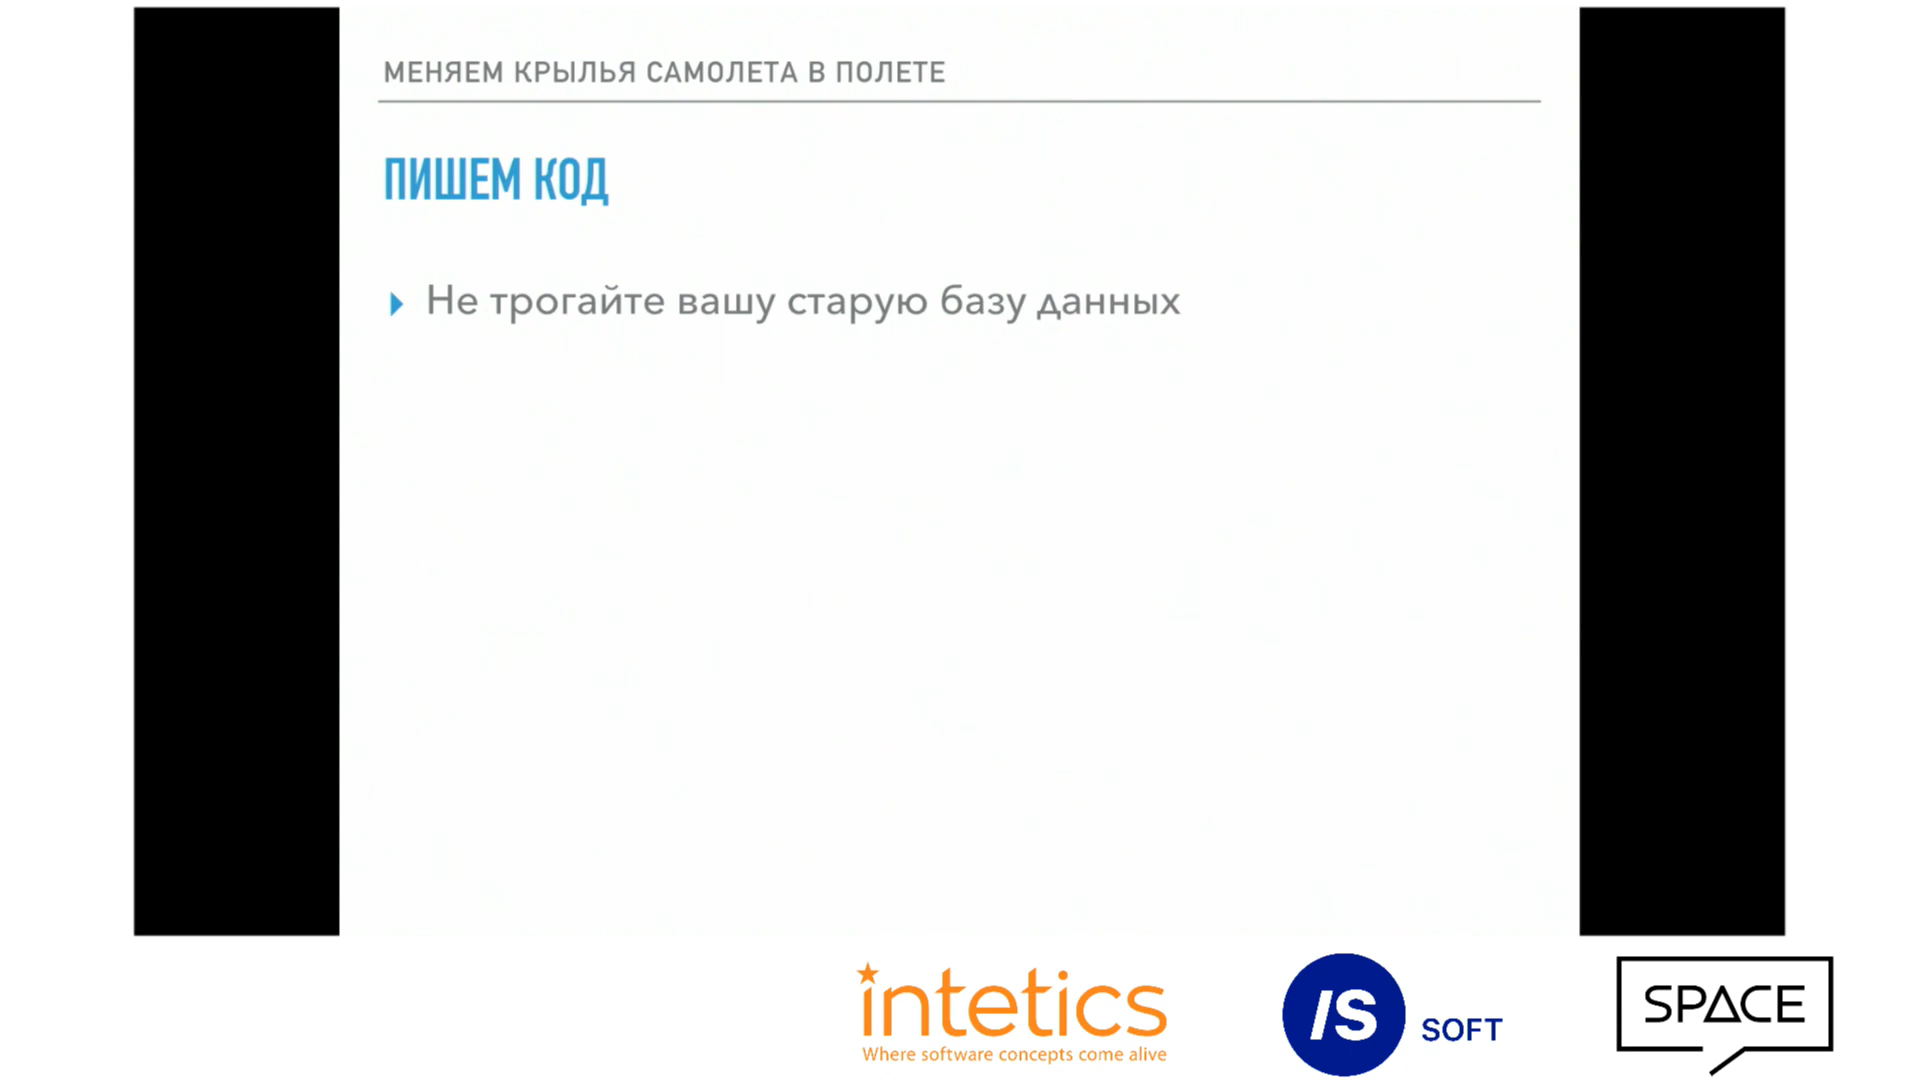 МЕНЯЕМ КРЫЛЬЯ САМОЛЕТА В ПОЛЕТЕ
ПИШЕМ КОД
Не трогайте вашу старую базу данных
intetics
Where software concepts come alive
IS SOFT
SPACE